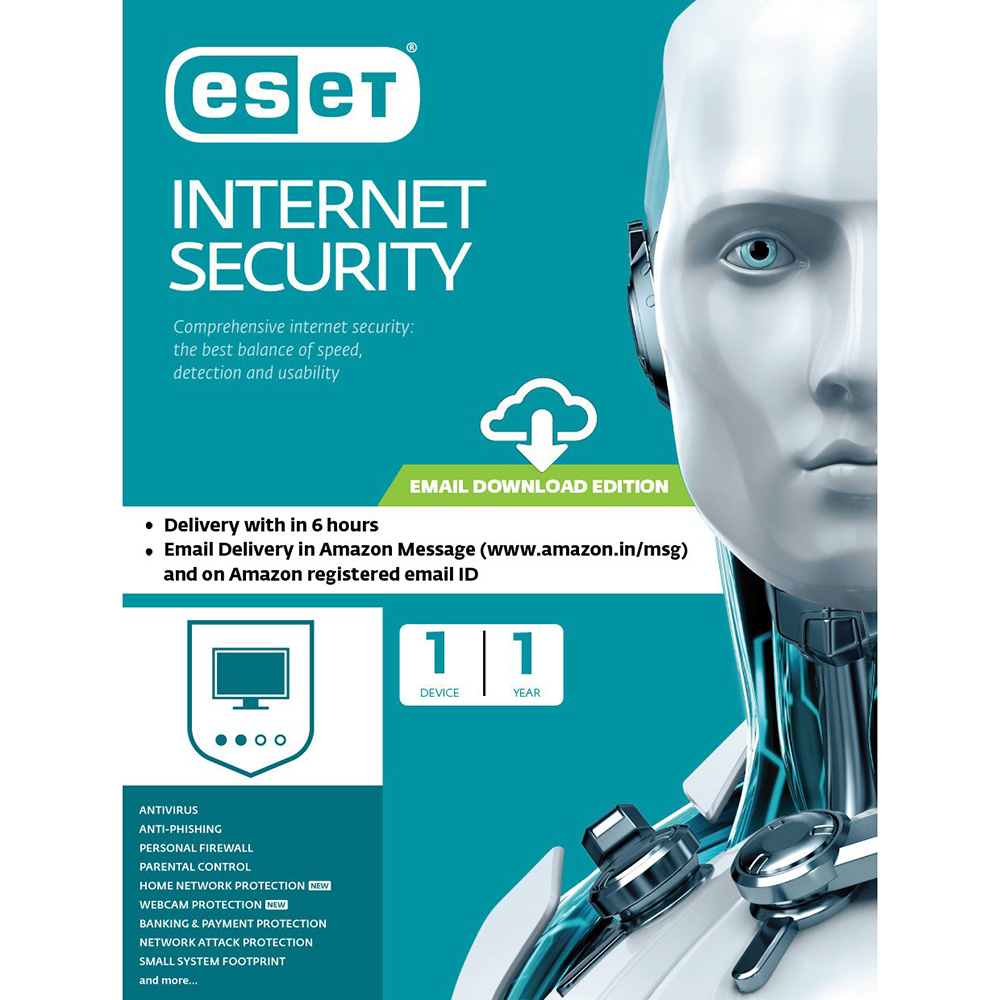 eseT®
INTERNET
SECURITY
Comprehensive internet security:
the best balance of speed,
detection and usability
EMAIL DOWNLOAD EDITION
• Delivery with in 6 hours
• Email Delivery in Amazon Message (www.amazon.in/msg)
and on Amazon registered email ID
1 DEVICE
1 YEAR
ANTIVIRUS
ANTI-PHISHING
PERSONAL FIREWALL
PARENTAL CONTROL
HOME NETWORK PROTECTION NEW
WEBCAM PROTECTION NEW
BANKING & PAYMENT PROTECTION
NETWORK ATTACK PROTECTION
SMALL SYSTEM FOOTPRINT
and more...